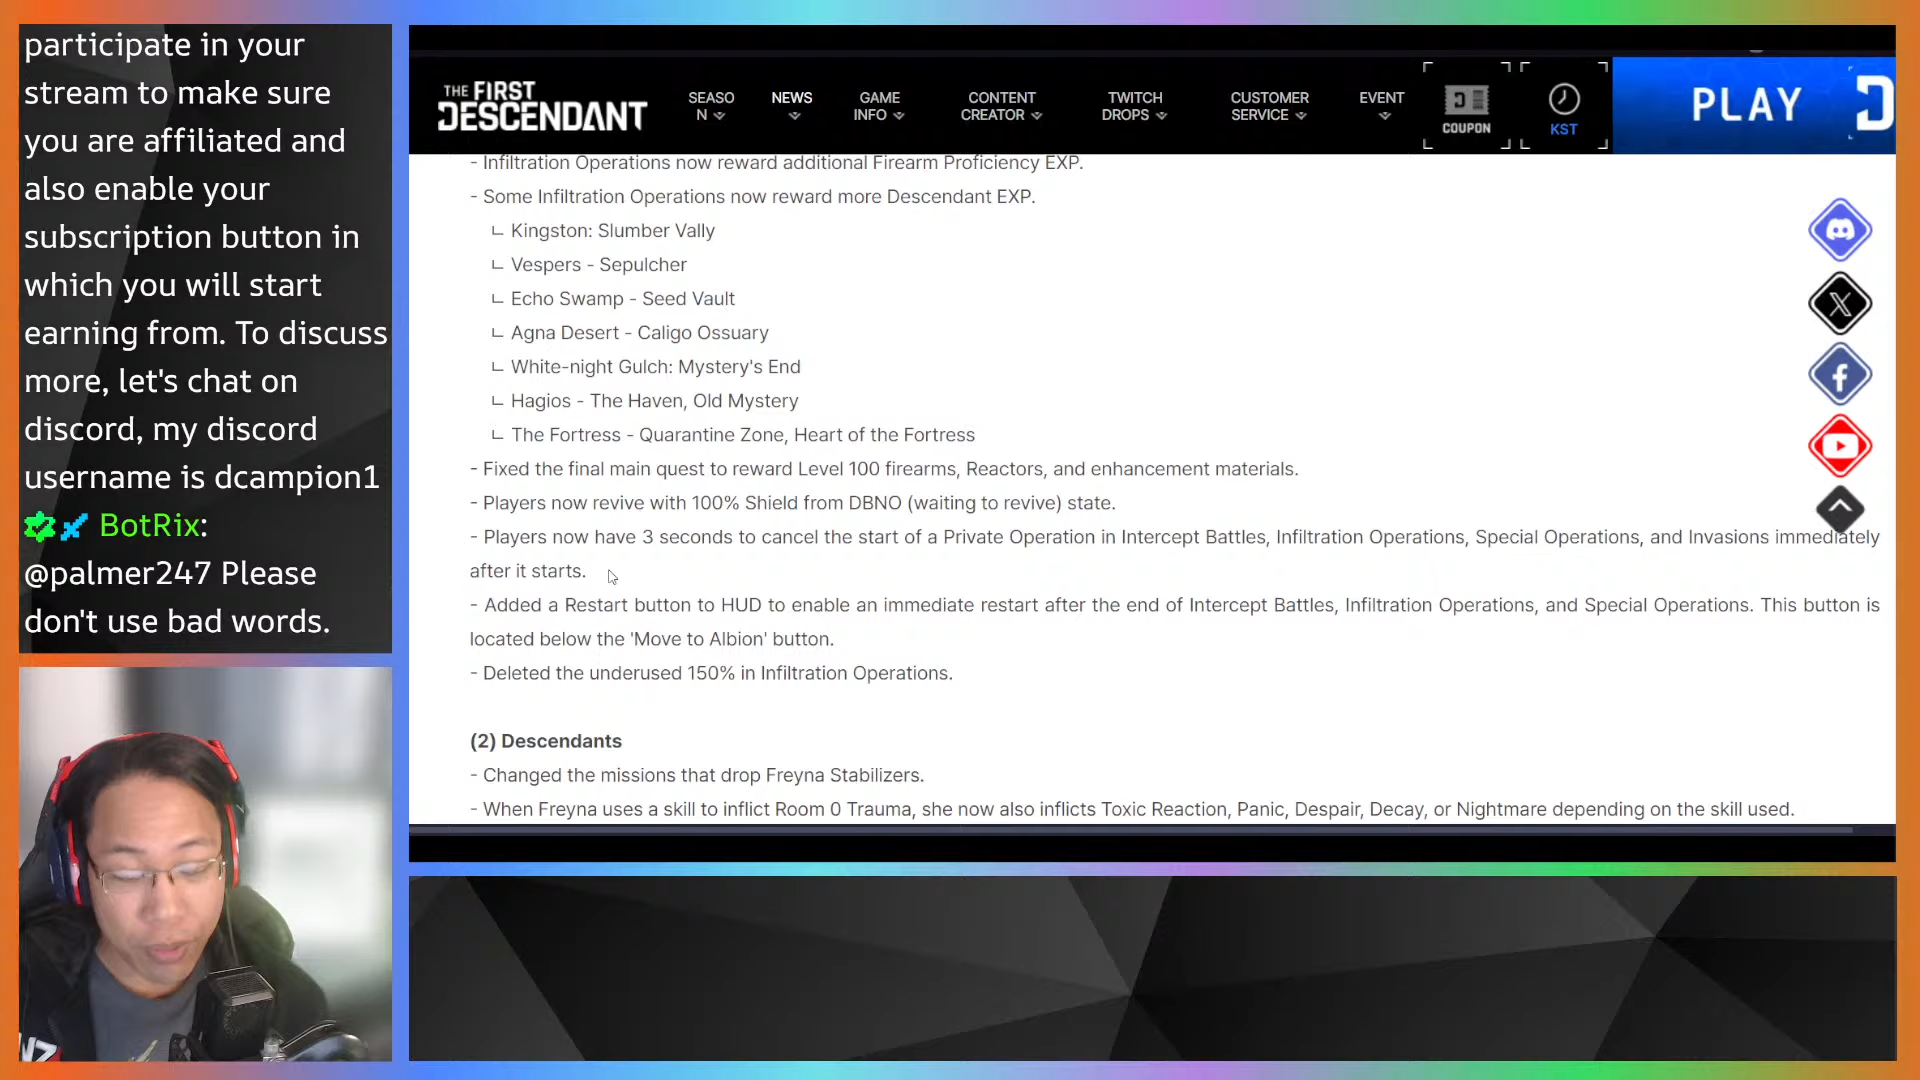 participate in your
stream to make sure
you are affiliated and
also enable your
subscription button in
which you will start
earning from. To discuss
more, let's chat on
discord, my discord
username is dcampion1
BotRix:
@palmer247 Please
don't use bad words.
THE FIRST
DESCENDANT
SEASO
N
NEWS
GAME
INFO
CONTENT
CREATOR
TWITCH
DROPS
CUSTOMER
SERVICE
EVENT
COUPON
KST
PLAY
- Infiltration Operations now reward additional Firearm Proficiency EXP.
- Some Infiltration Operations now reward more Descendant EXP.
ㄴ Kingston: Slumber Vally
ㄴ Vespers - Sepulcher
ㄴ Echo Swamp - Seed Vault
ㄴ Agna Desert - Caligo Ossuary
ㄴ White-night Gulch: Mystery's End
ㄴ Hagios - The Haven, Old Mystery
ㄴ The Fortress - Quarantine Zone, Heart of the Fortress
- Fixed the final main quest to reward Level 100 firearms, Reactors, and enhancement materials.
- Players now revive with 100% Shield from DBNO (waiting to revive) state.
- Players now have 3 seconds to cancel the start of a Private Operation in Intercept Battles, Infiltration Operations, Special Operations, and Invasions immediately
after it starts.
- Added a Restart button to HUD to enable an immediate restart after the end of Intercept Battles, Infiltration Operations, and Special Operations. This button is
located below the 'Move to Albion' button.
- Deleted the underused 150% in Infiltration Operations.
(2) Descendants
- Changed the missions that drop Freyna Stabilizers.
- When Freyna uses a skill to inflict Room 0 Trauma, she now also inflicts Toxic Reaction, Panic, Despair, Decay, or Nightmare depending on the skill used.